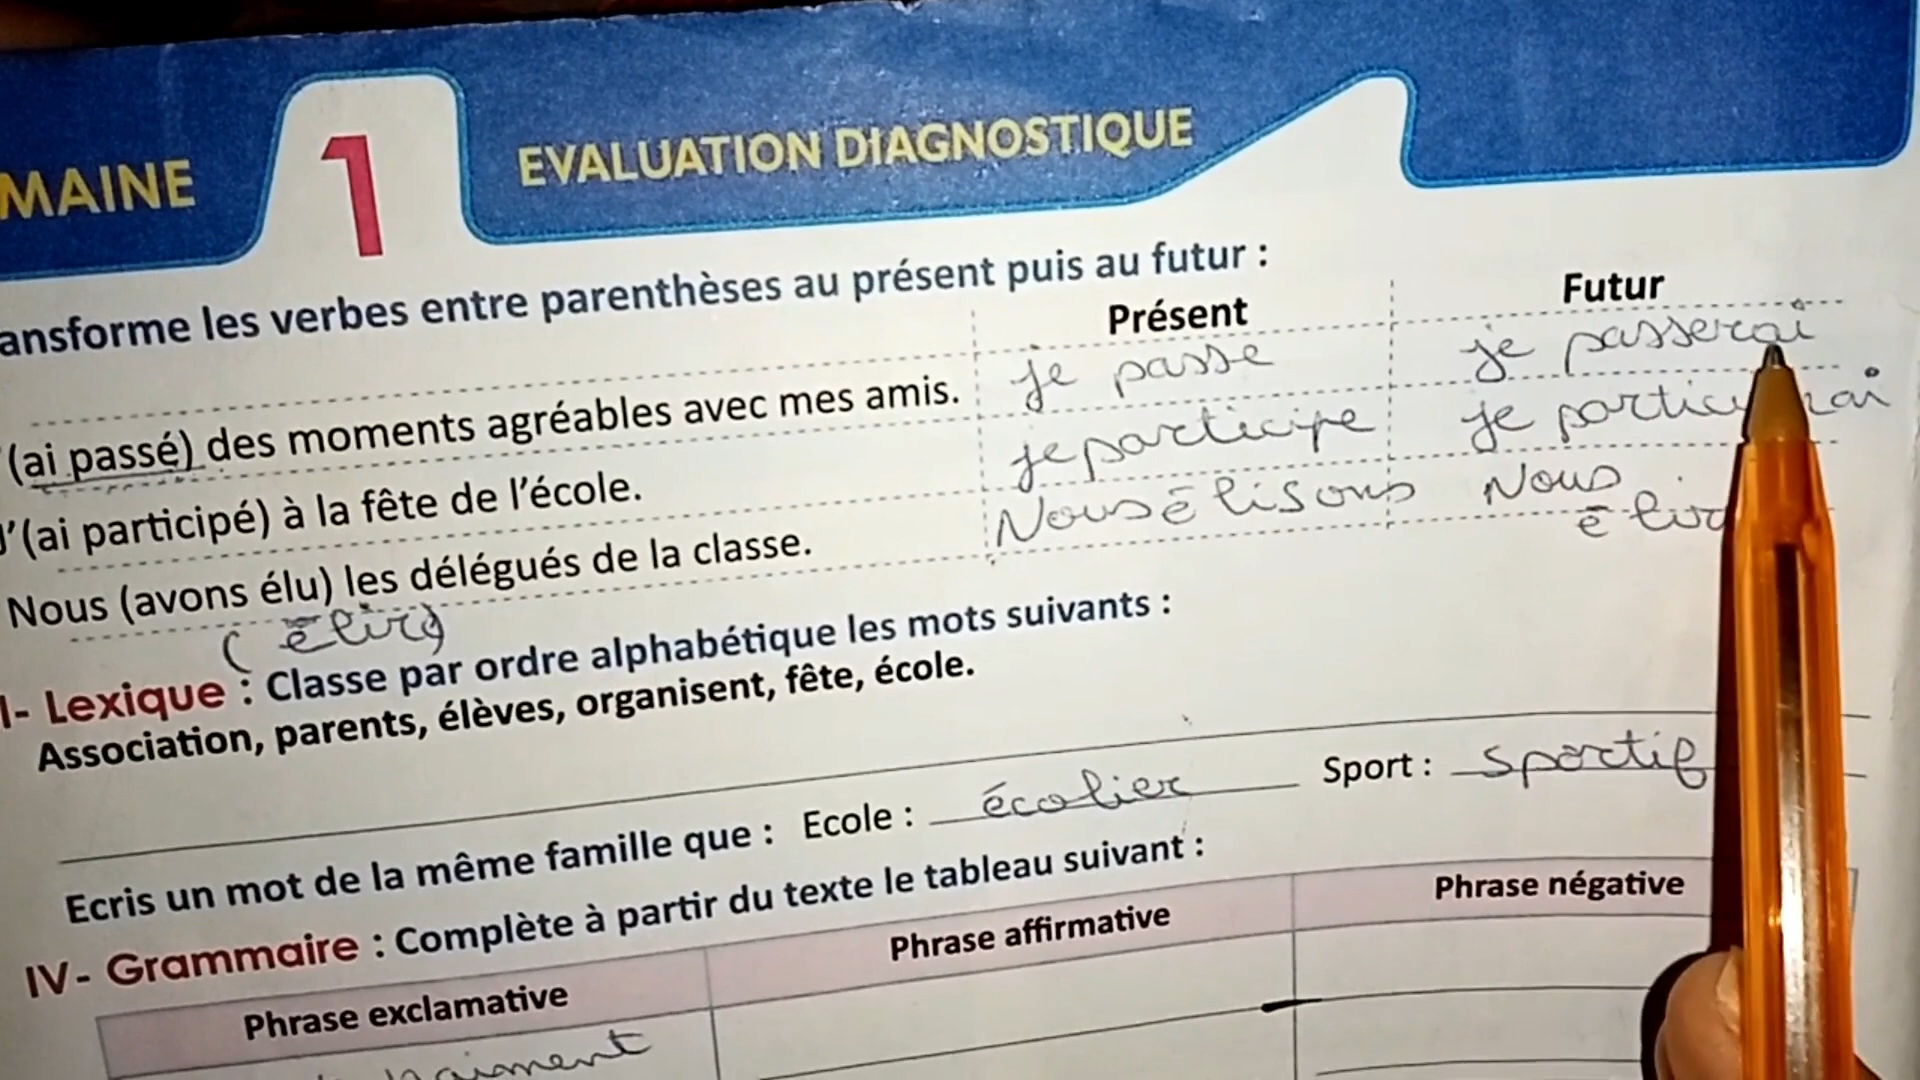 MAINE 1 EVALUATION DIAGNOSTIQUE
ansforme les verbes entre parenthèses au présent puis au futur :
Présent Futur
(ai passé) des moments agréables avec mes amis. je passe je passerai
J'(ai participé) à la fête de l'école. je participe je
Nous (avons élu) les délégués de la classe. Nous élisons Nous
(élire)
I- Lexique : Classe par ordre alphabétique les mots suivants :
Association, parents, élèves, organisent, fête, école.
Ecris un mot de la même famille que : Ecole : écolier Sport : sportif
IV- Grammaire : Complète à partir du texte le tableau suivant :
Phrase exclamative Phrase affirmative Phrase négative